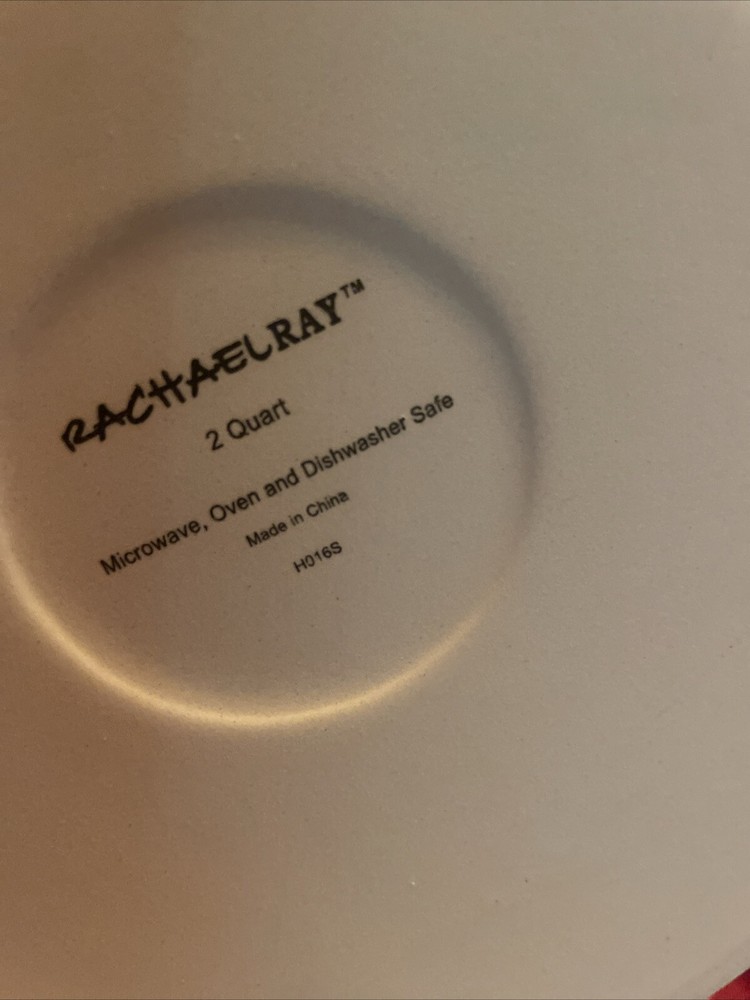 RACHAELRAY™
2 Quart
Microwave, Oven and Dishwasher Safe
Made in China
H016S